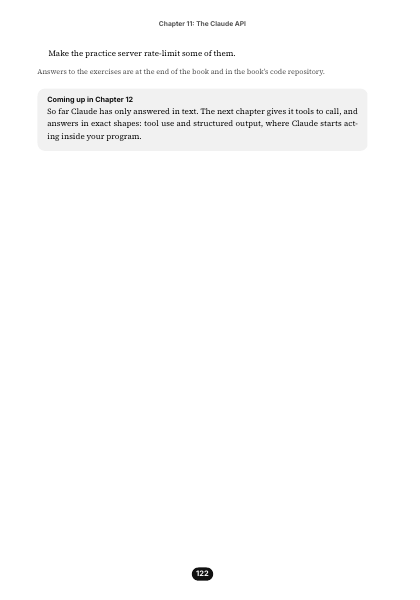 Chapter 11: The Claude API
Make the practice server rate-limit some of them.
Answers to the exercises are at the end of the book and in the book's code repository.
Coming up in Chapter 12
So far Claude has only answered in text. The next chapter gives it tools to call, and
answers in exact shapes: tool use and structured output, where Claude starts act-
ing inside your program.
122